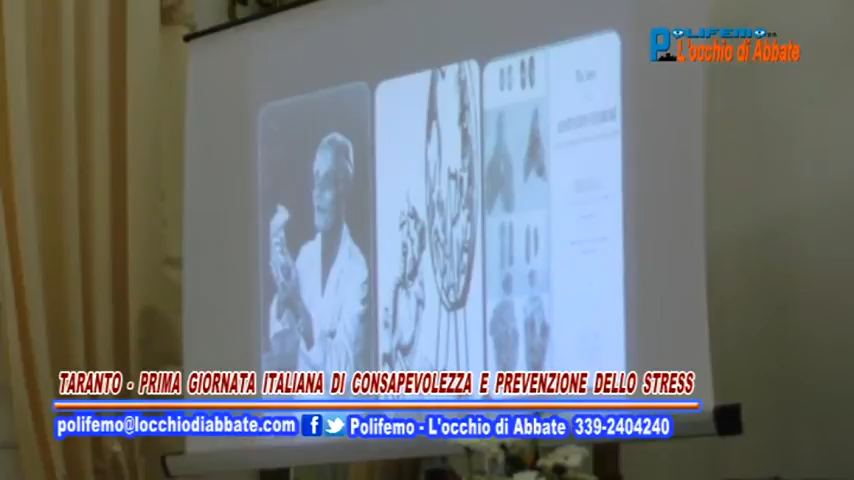 POLIFEMO
L'occhio di Abbate
TARANTO - PRIMA GIORNATA ITALIANA DI CONSAPEVOLEZZA E PREVENZIONE DELLO STRESS
polifemo@locchiodiabbate.com Polifemo - L'occhio di Abbate 339-2404240